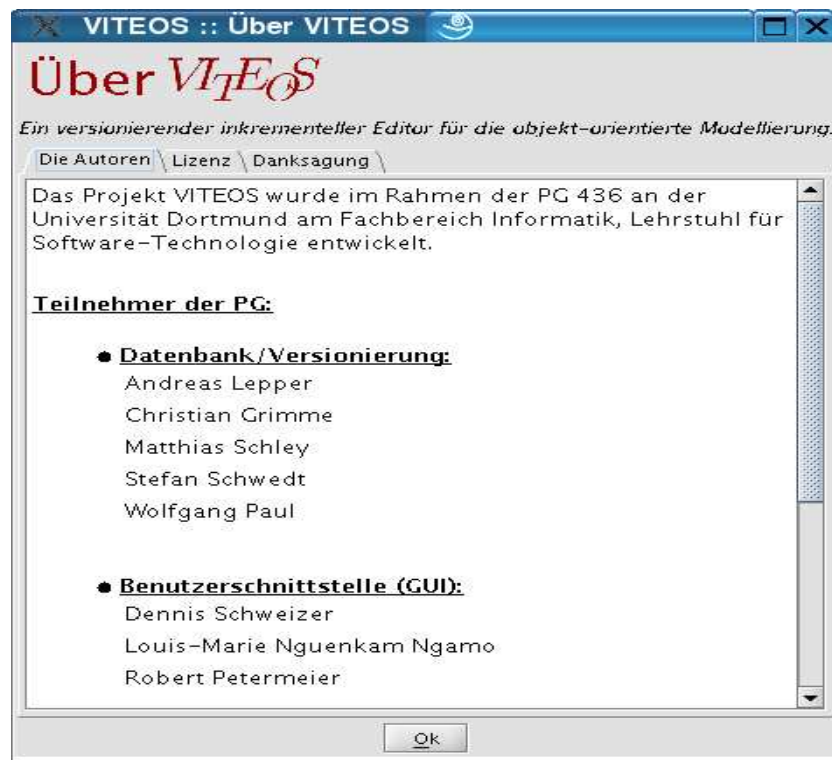 VITEOS :: Über VITEOS
Über VITEOS
Ein versionierender inkrementeller Editor für die objekt-orientierte Modellierung.
Die Autoren
Lizenz
Danksagung
Das Projekt VITEOS wurde im Rahmen der PG 436 an der
Universität Dortmund am Fachbereich Informatik, Lehrstuhl für
Software-Technologie entwickelt.
Teilnehmer der PG:
Datenbank/Versionierung:
Andreas Lepper
Christian Grimme
Matthias Schley
Stefan Schwedt
Wolfgang Paul
Benutzerschnittstelle (GUI):
Dennis Schweizer
Louis-Marie Nguenkam Ngamo
Robert Petermeier
Ok